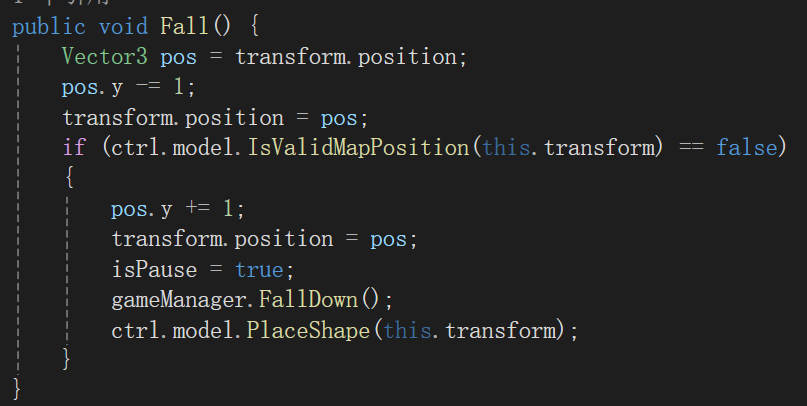 public void Fall() {
    Vector3 pos = transform.position;
    pos.y -= 1;
    transform.position = pos;
    if (ctrl.model.IsValidMapPosition(this.transform) == false)
    {
        pos.y += 1;
        transform.position = pos;
        isPause = true;
        gameManager.FallDown();
        ctrl.model.PlaceShape(this.transform);
    }
}